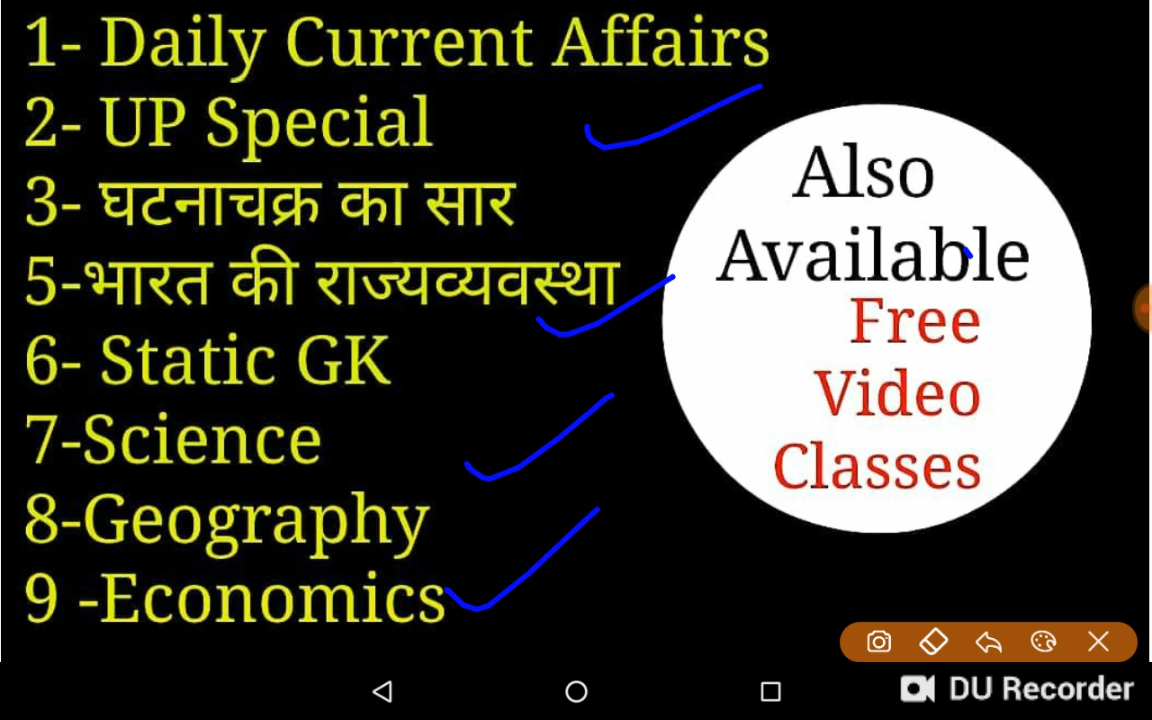 1- Daily Current Affairs
2- UP Special
3- घटनाचक्र का सार
5-भारत की राज्यव्यवस्था
6- Static GK
7-Science
8-Geography
9 -Economics
Also
Available
Free
Video
Classes
DU Recorder